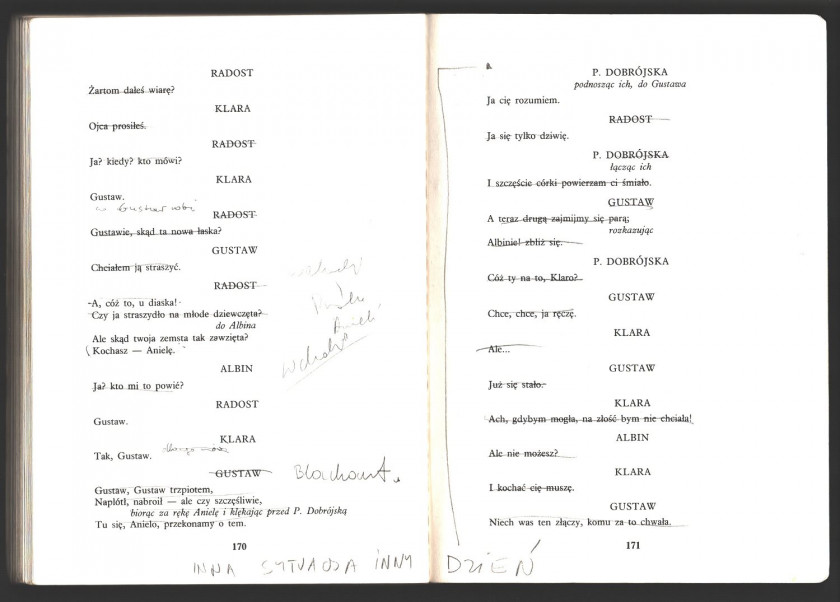 RADOST
Żartom dałeś wiarę?
KLARA
Ojca prosiłeś.
RADOST
Ja? kiedy? kto mówi?
KLARA
Gustaw.
RADOST
Gustawie, skąd ta nowa łaska?
GUSTAW
Chciałem ją straszyć.
RADOST
A, cóż to, u diaska!
Czy ja straszydło na młode dziewczęta?
do Albina
Ale skąd twoja zemsta tak zawzięta?
Kochasz — Anielę.
ALBIN
Ja? kto mi to powić?
RADOST
Gustaw.
KLARA
Tak, Gustaw.
GUSTAW
Gustaw, Gustaw trzpiotem,
Naplótł, nabroił — ale czy szczęśliwie,
biorąc za rękę Anielę i klękając przed P. Dobrójską
Tu się, Anielo, przekonamy o tem.
170
INNA SYTUACJA INNY DZIEŃ
P. DOBRÓJSKA
podnosząc ich, do Gustawa
Ja cię rozumiem.
RADOST
Ja się tylko dziwię.
P. DOBRÓJSKA
łącząc ich
I szczęście córki powierzam ci śmiało.
GUSTAW
A teraz drugą zajmijmy się parą;
rozkazując
Albinie! zbliż się.
P. DOBRÓJSKA
Cóż ty na to, Klaro?
GUSTAW
Chce, chce, ja ręczę.
KLARA
Ale...
GUSTAW
Już się stało.
KLARA
Ach, gdybym mogła, na złość bym nie chciała!
ALBIN
Ale nie możesz?
KLARA
I kochać cię muszę.
GUSTAW
Niech was ten złączy, komu za to chwała.
171